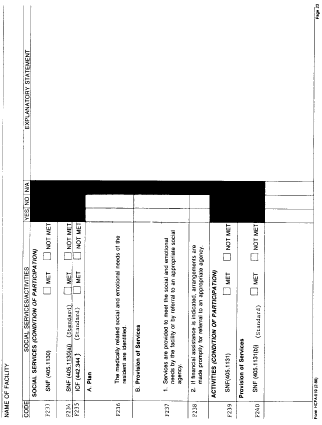 NAME OF FACILITY
CODE SOCIAL SERVICES/ACTIVITIES YES NO N/A EXPLANATORY STATEMENT
SOCIAL SERVICES (CONDITION OF PARTICIPATION)
F233 SNF (405.1130) MET NOT MET
F234 SNF (405.1130)(a) (Standard) MET NOT MET
F235 ICF (442.344) (Standard) MET NOT MET
A. Plan
F236 The medically related social and emotional needs of the
resident are identified.
B. Provision of Services
F237 1. Services are provided to meet the social and emotional
needs by the facility or by referral to an appropriate social
agency.
F238 2. If financial assistance is indicated, arrangements are
made promptly for referral to an appropriate agency.
ACTIVITIES (CONDITION OF PARTICIPATION)
F239 SNF (405.1131) MET NOT MET
Provision of Services
F240 SNF (405.1131)(b) (Standard) MET NOT MET
Page 23